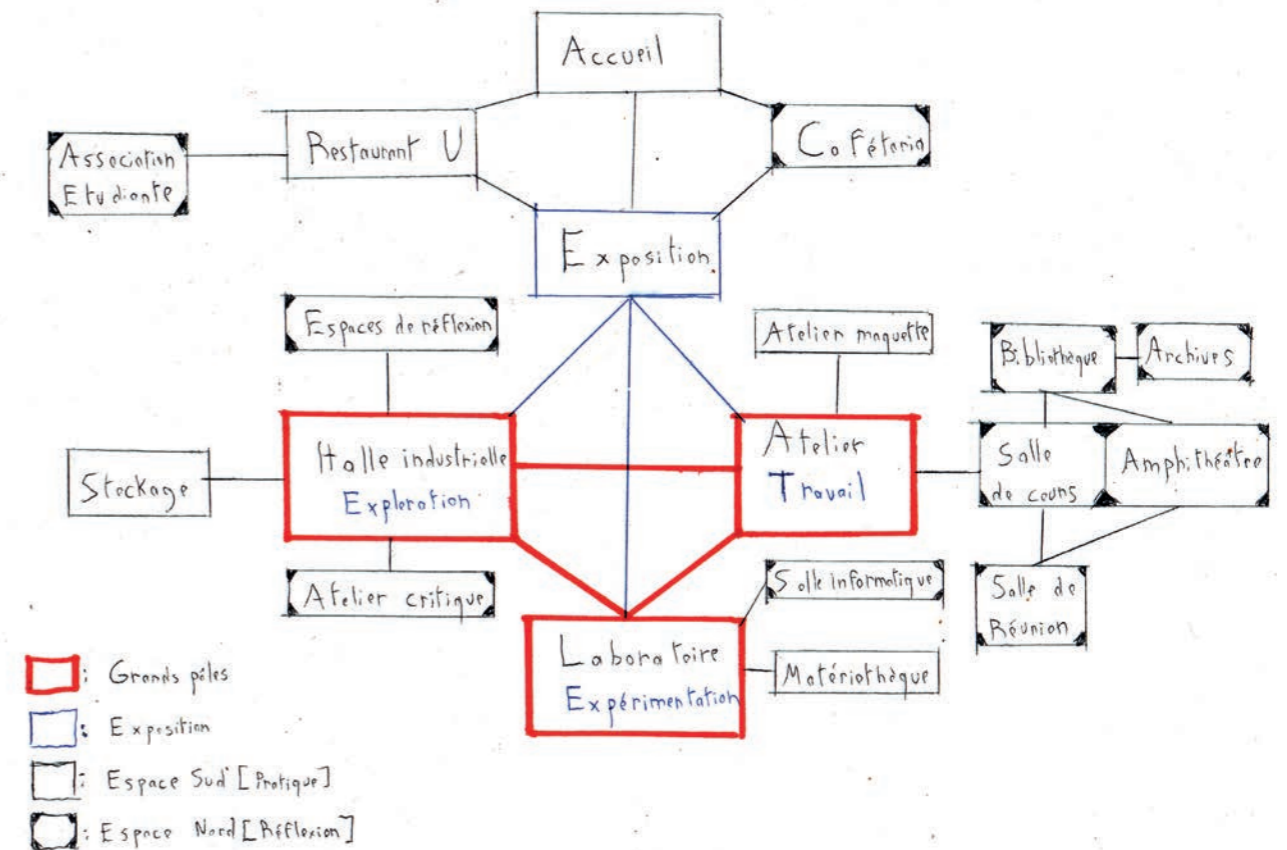 Accueil
Restaurant U
Cafétaria
Association
Etudiante
Exposition
Espaces de réflexion
Atelier maquette
Bibliothèque
Archives
Halle industrielle
Exploration
Atelier
Travail
Salle
de cours
Amphithéâtre
Stockage
Atelier critique
Salle informatique
Salle de
Réunion
Laboratoire
Expérimentation
Matériothèque
: Grands pôles
: Exposition
: Espace Sud [Pratique]
: Espace Nord [Réflexion]